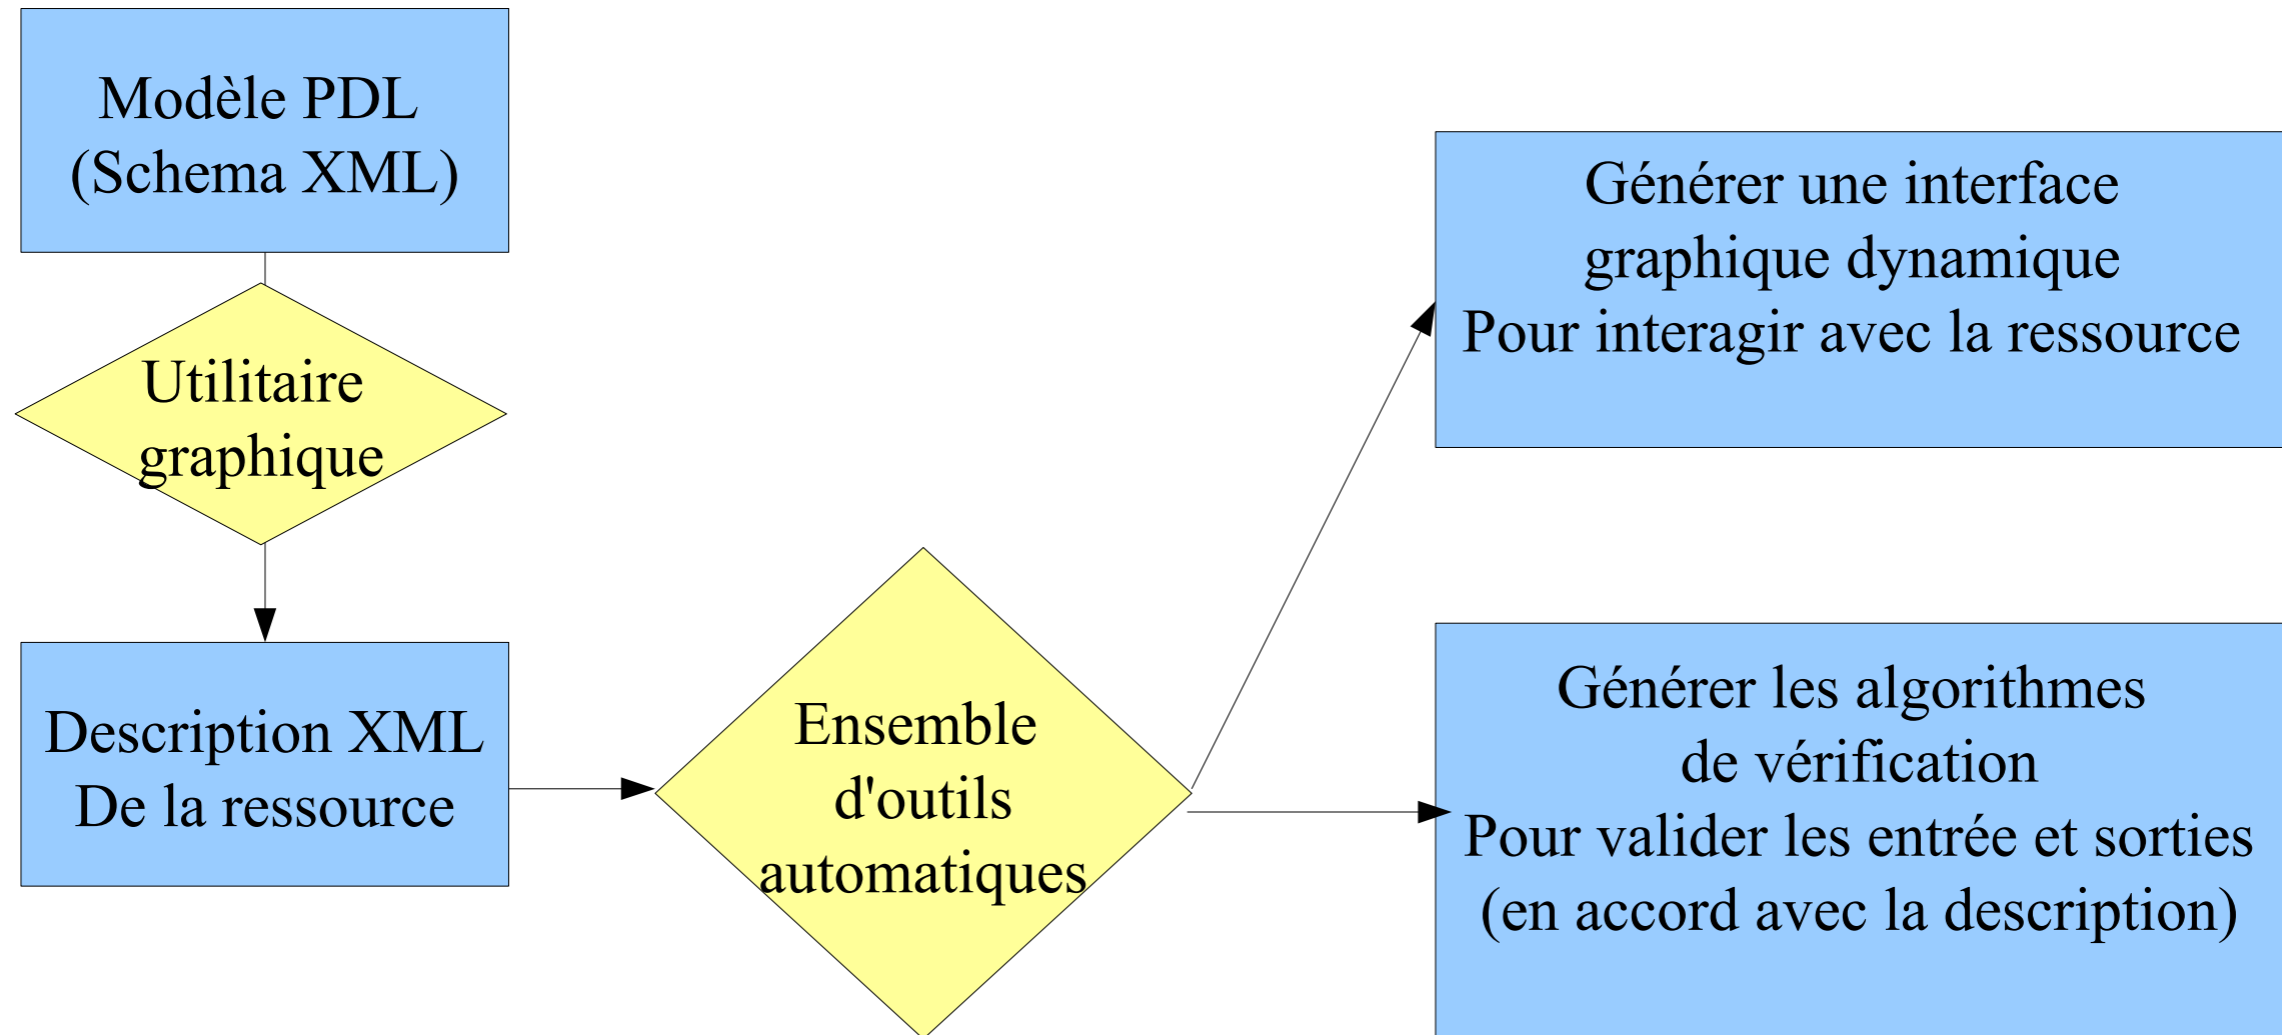 Modèle PDL
(Schema XML)
Utilitaire
graphique
Description XML
De la ressource
Ensemble
d'outils
automatiques
Générer une interface
graphique dynamique
Pour interagir avec la ressource
Générer les algorithmes
de vérification
Pour valider les entrée et sorties
(en accord avec la description)